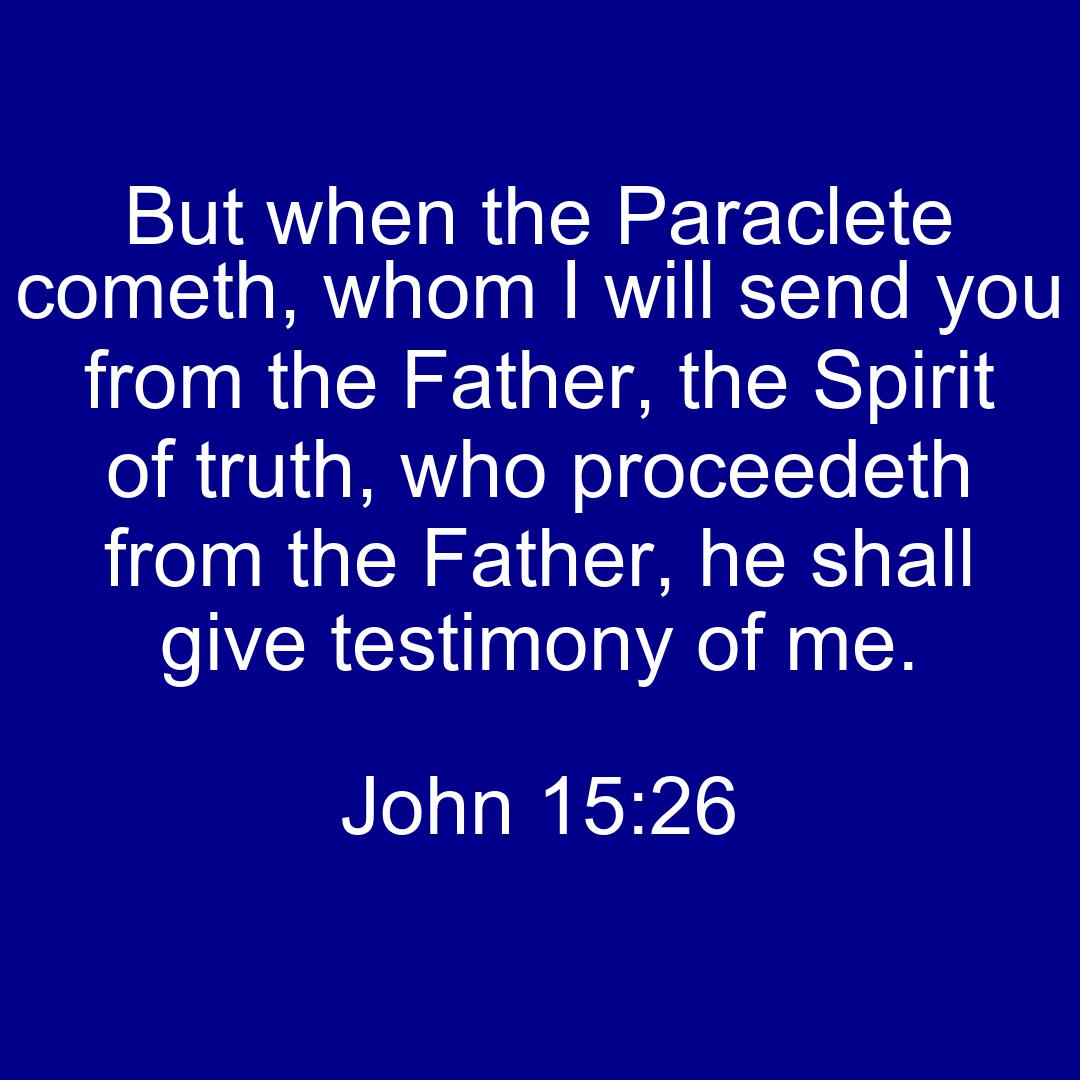 But when the Paraclete
cometh, whom I will send you
from the Father, the Spirit
of truth, who proceedeth
from the Father, he shall
give testimony of me.
John 15:26